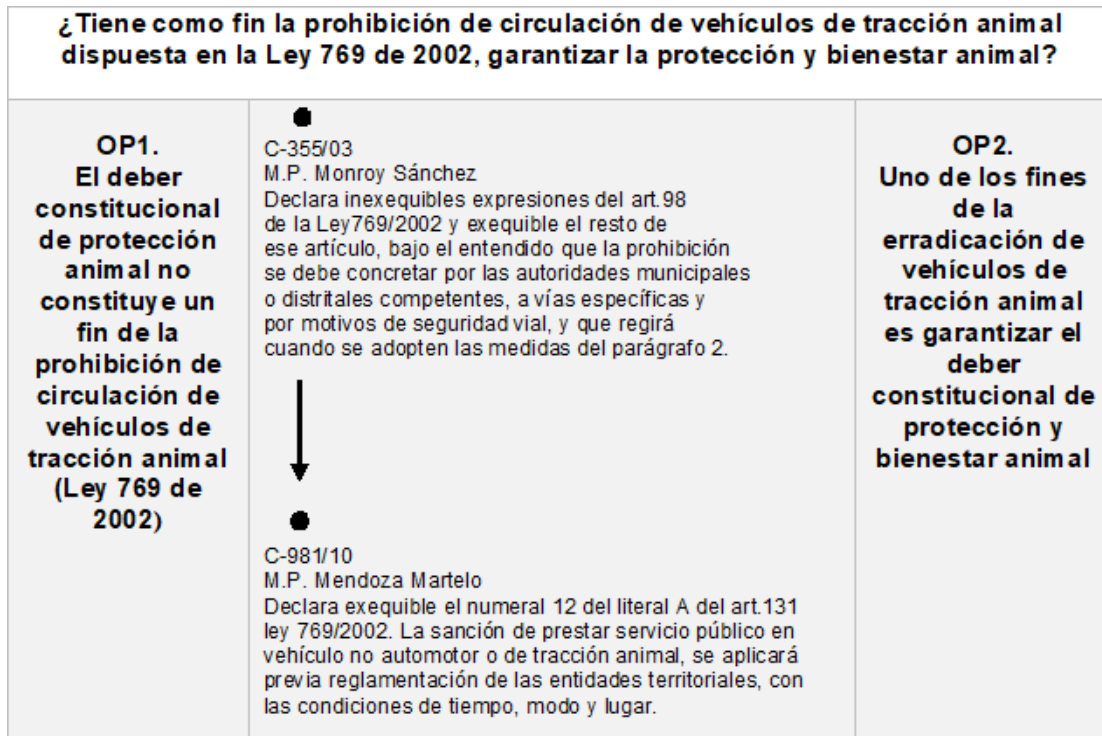 ¿Tiene como fin la prohibición de circulación de vehículos de tracción animal
dispuesta en la Ley 769 de 2002, garantizar la protección y bienestar animal?
OP1.
El deber
constitucional
de protección
animal no
constituye un
fin de la
prohibición de
circulación de
vehículos de
tracción animal
(Ley 769 de
2002)
C-355/03
M.P. Monroy Sánchez
Declara inexequibles expresiones del art.98
de la Ley769/2002 y exequible el resto de
ese artículo, bajo el entendido que la prohibición
se debe concretar por las autoridades municipales
o distritales competentes, a vías específicas y
por motivos de seguridad vial, y que regirá
cuando se adopten las medidas del parágrafo 2.
C-981/10
M.P. Mendoza Martelo
Declara exequible el numeral 12 del literal A del art.131
ley 769/2002. La sanción de prestar servicio público en
vehículo no automotor o de tracción animal, se aplicará
previa reglamentación de las entidades territoriales, con
las condiciones de tiempo, modo y lugar.
OP2.
Uno de los fines
de la
erradicación de
vehículos de
tracción animal
es garantizar el
deber
constitucional de
protección y
bienestar animal